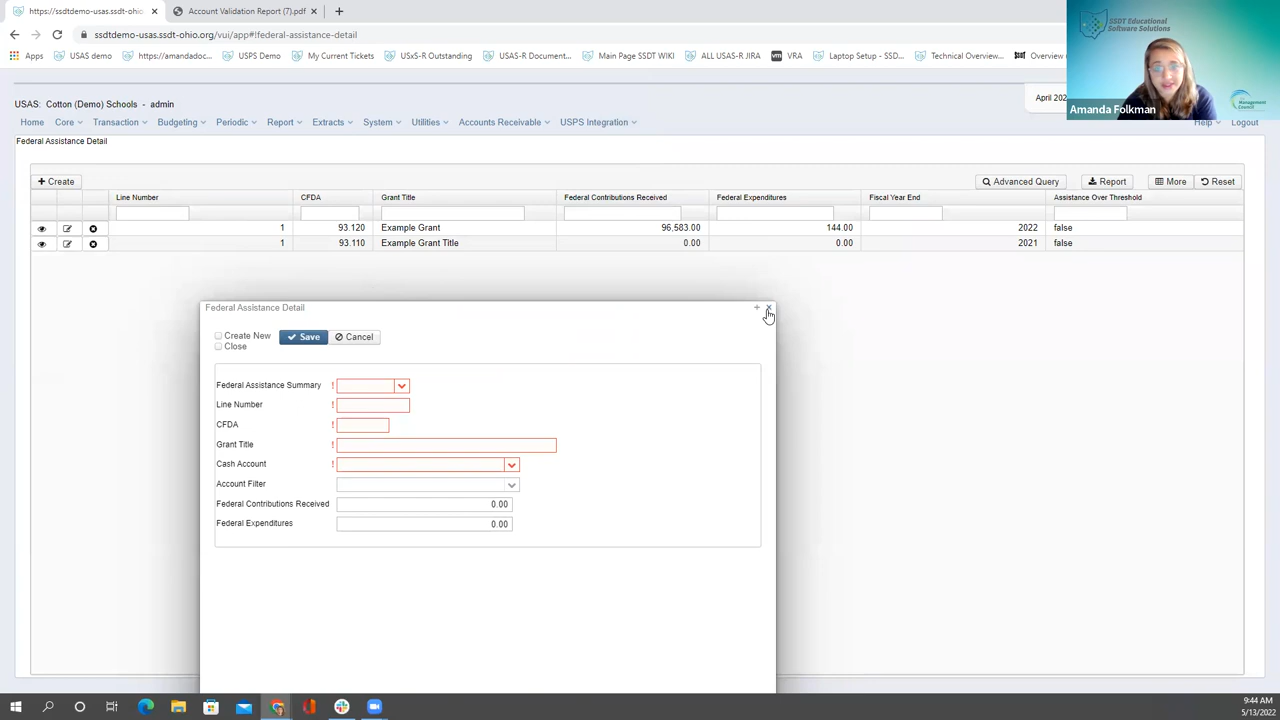 https://ssdtdemo-usas.ssdt-ohio
Account Validation Report (7).pdf
ssdtdemo-usas.ssdt-ohio.org/vui/app#!federal-assistance-detail
Apps USAS demo https://amandadoc... USPS Demo My Current Tickets USxS-R Outstanding USAS-R Document... Main Page SSDT WIKI ALL USAS-R JIRA VRA Laptop Setup - SSD... Technical Overview... Overview
SSDT Educational
Software Solutions
Management
Council
Amanda Folkman
USAS: Cotton (Demo) Schools - admin
April 202
Home Core Transaction Budgeting Periodic Report Extracts System Utilities Accounts Receivable USPS Integration Help Logout
Federal Assistance Detail
Create Advanced Query Report More Reset
Line Number CFDA Grant Title Federal Contributions Received Federal Expenditures Fiscal Year End Assistance Over Threshold
1 93.120 Example Grant 96,583.00 144.00 2022 false
1 93.110 Example Grant Title 0.00 0.00 2021 false
Federal Assistance Detail
Create New
Close
Save Cancel
Federal Assistance Summary !
Line Number !
CFDA !
Grant Title !
Cash Account !
Account Filter
Federal Contributions Received 0.00
Federal Expenditures 0.00
9:44 AM
5/13/2022